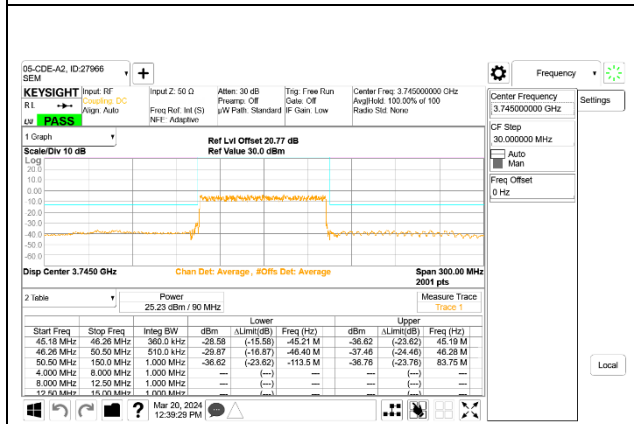 05-CDE-A2, ID:27966
SEM
Frequency
KEYSIGHT Input: RF Input Z: 50 Ω Atten: 30 dB Trig: Free Run Center Freq: 3.745000000 GHz
RL Coupling: DC Preamp: Off Gate: Off Avg|Hold: 100.00% of 100
Align: Auto Freq Ref: Int (S) µW Path: Standard IF Gain: Low Radio Std: None
PASS NFE: Adaptive
Center Frequency
3.745000000 GHz
Settings
CF Step
30.000000 MHz
Auto
Man
Freq Offset
0 Hz
1 Graph
Ref Lvl Offset 20.77 dB
Scale/Div 10 dB Ref Value 30.0 dBm
Log
20.0
10.0
0.00
-10.0
-20.0
-30.0
-40.0
-50.0
-60.0
Disp Center 3.7450 GHz Chan Det: Average, #Offs Det: Average Span 300.00 MHz
2001 pts
2 Table Power Measure Trace
25.23 dBm / 90 MHz Trace 1
Lower Upper
Start Freq Stop Freq Integ BW dBm ΔLimit(dB) Freq (Hz) dBm ΔLimit(dB) Freq (Hz)
45.18 MHz 46.26 MHz 360.0 kHz -28.58 (-15.58) -45.21 M -36.62 (-23.62) 45.19 M
46.26 MHz 50.50 MHz 510.0 kHz -29.87 (-16.87) -46.40 M -37.46 (-24.46) 46.28 M
50.50 MHz 150.0 MHz 1.000 MHz -36.62 (-23.62) -113.5 M -36.76 (-23.76) 83.75 M
4.000 MHz 8.000 MHz 1.000 MHz --- (---) --- --- (---) ---
8.000 MHz 12.50 MHz 1.000 MHz --- (---) --- --- (---) ---
12.50 MHz 15.00 MHz 1.000 MHz --- (---) --- --- (---) ---
Local
? Mar 20, 2024
12:39:29 PM